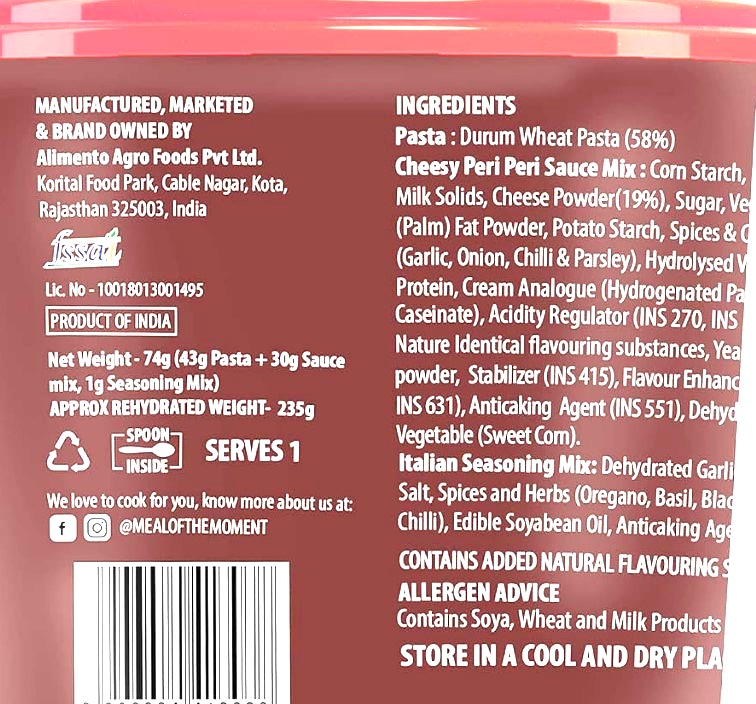 MANUFACTURED, MARKETED
& BRAND OWNED BY
Alimento Agro Foods Pvt Ltd.
Korital Food Park, Cable Nagar, Kota,
Rajasthan 325003, India
fssai
Lic. No - 10018013001495
PRODUCT OF INDIA
Net Weight - 74g (43g Pasta + 30g Sauce
mix, 1g Seasoning Mix)
APPROX REHYDRATED WEIGHT- 235g
SPOON
INSIDE
SERVES 1
We love to cook for you, know more about us at:
@MEALOFTHEMOMENT
INGREDIENTS
Pasta : Durum Wheat Pasta (58%)
Cheesy Peri Peri Sauce Mix : Corn Starch,
Milk Solids, Cheese Powder(19%), Sugar,
(Palm) Fat Powder, Potato Starch, Spices &
(Garlic, Onion, Chilli & Parsley), Hydrolysed
Protein, Cream Analogue (Hydrogenated
Caseinate), Acidity Regulator (INS 270, INS
Nature Identical flavouring substances,
powder, Stabilizer (INS 415), Flavour
INS 631), Anticaking Agent (INS 551),
Vegetable (Sweet Corn).
Italian Seasoning Mix: Dehydrated
Salt, Spices and Herbs (Oregano, Basil,
Chilli), Edible Soyabean Oil, Anticaking
CONTAINS ADDED NATURAL FLAVOURING
ALLERGEN ADVICE
Contains Soya, Wheat and Milk Products
STORE IN A COOL AND DRY